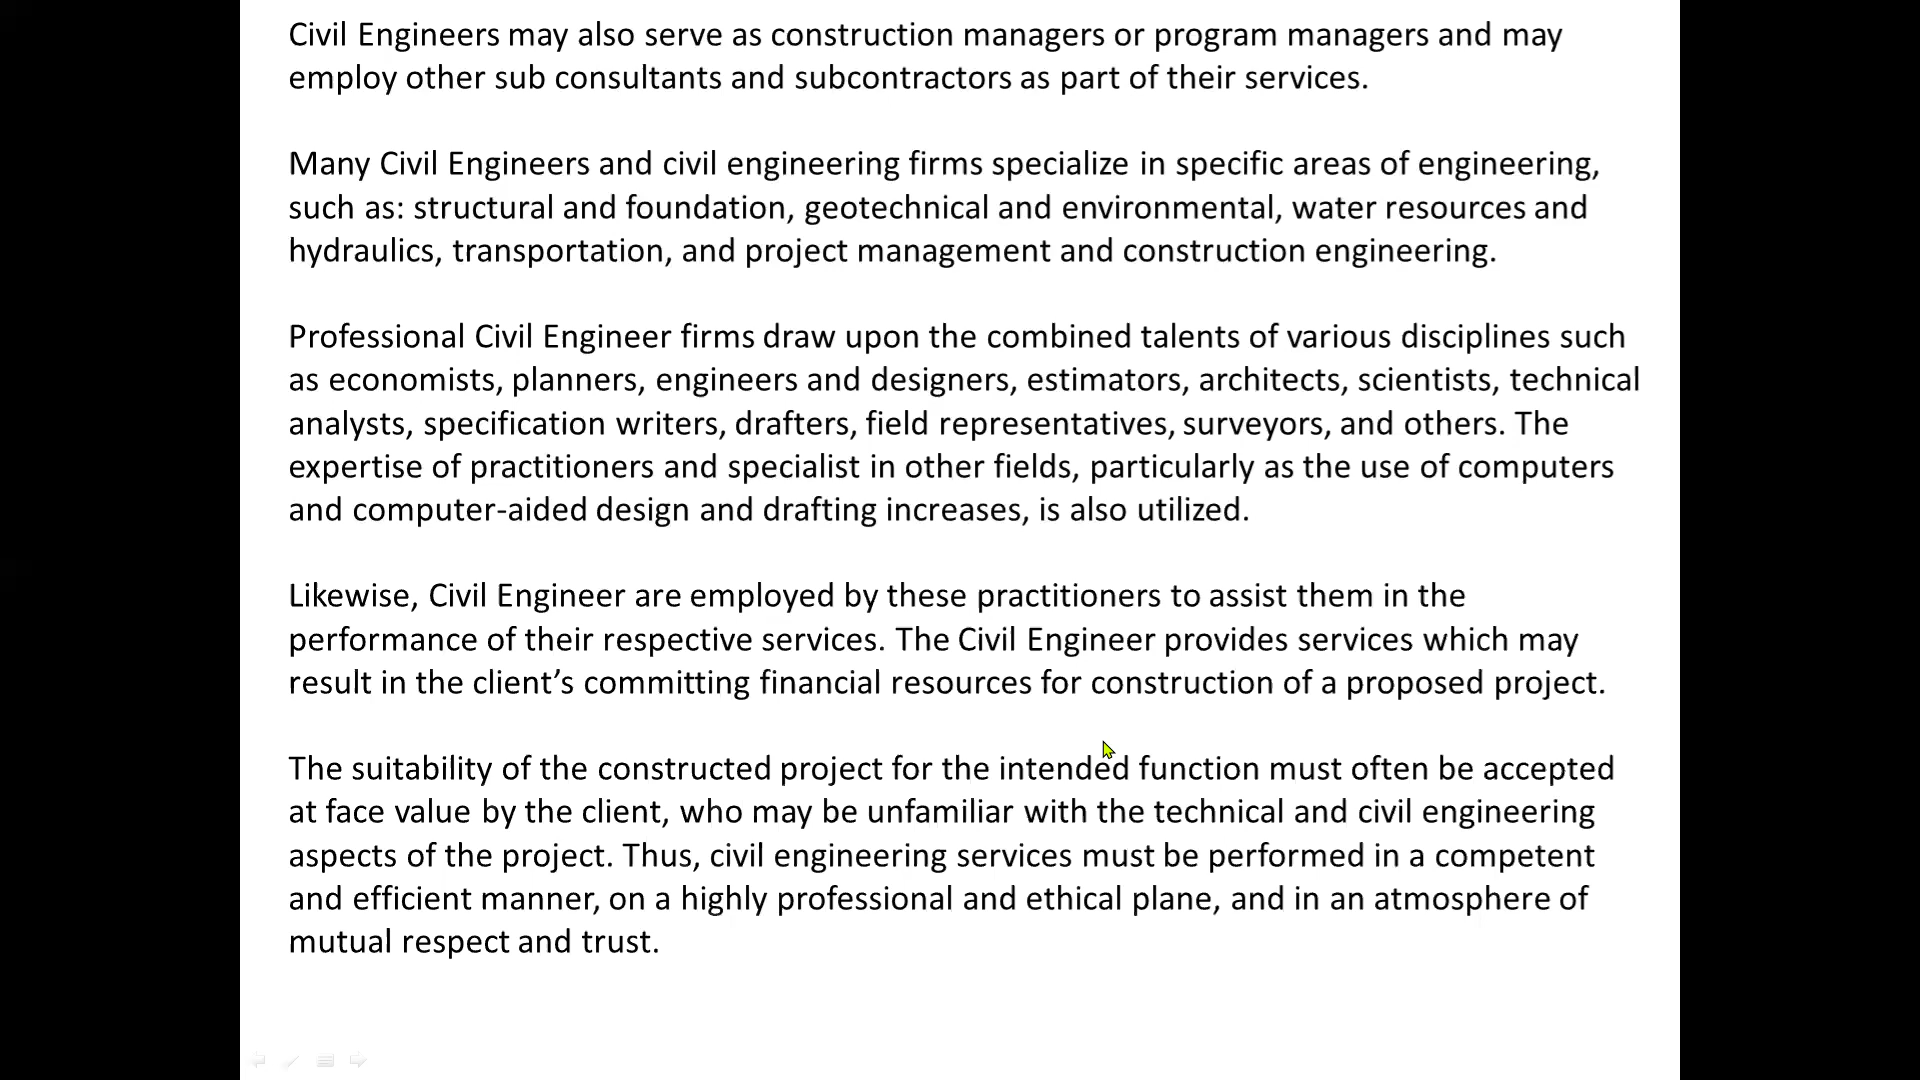 Civil Engineers may also serve as construction managers or program managers and may
employ other sub consultants and subcontractors as part of their services.
Many Civil Engineers and civil engineering firms specialize in specific areas of engineering,
such as: structural and foundation, geotechnical and environmental, water resources and
hydraulics, transportation, and project management and construction engineering.
Professional Civil Engineer firms draw upon the combined talents of various disciplines such
as economists, planners, engineers and designers, estimators, architects, scientists, technical
analysts, specification writers, drafters, field representatives, surveyors, and others. The
expertise of practitioners and specialist in other fields, particularly as the use of computers
and computer-aided design and drafting increases, is also utilized.
Likewise, Civil Engineer are employed by these practitioners to assist them in the
performance of their respective services. The Civil Engineer provides services which may
result in the client’s committing financial resources for construction of a proposed project.
The suitability of the constructed project for the intended function must often be accepted
at face value by the client, who may be unfamiliar with the technical and civil engineering
aspects of the project. Thus, civil engineering services must be performed in a competent
and efficient manner, on a highly professional and ethical plane, and in an atmosphere of
mutual respect and trust.